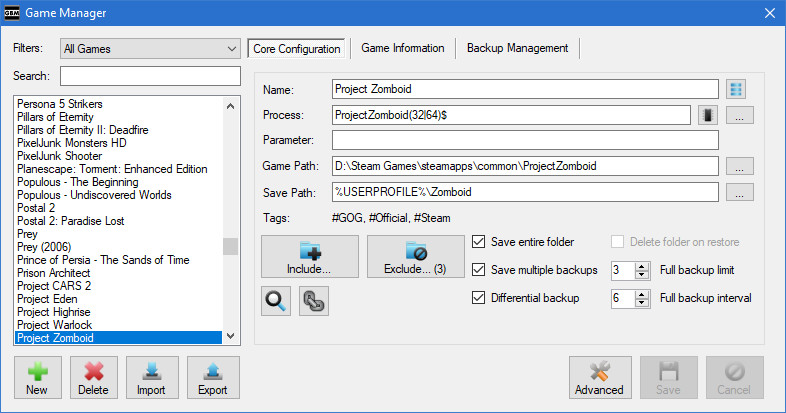 GBM Game Manager
Filters: All Games
Search:
Persona 5 Strikers
Pillars of Eternity
Pillars of Eternity II: Deadfire
PixelJunk Monsters HD
PixelJunk Shooter
Planescape: Torment: Enhanced Edition
Populous - The Beginning
Populous - Undiscovered Worlds
Postal 2
Postal 2: Paradise Lost
Prey
Prey (2006)
Prince of Persia - The Sands of Time
Prison Architect
Project CARS 2
Project Eden
Project Highrise
Project Warlock
Project Zomboid
New Delete Import Export
Core Configuration Game Information Backup Management
Name: Project Zomboid
Process: ProjectZomboid(32|64)$ ...
Parameter:
Game Path: D:\Steam Games\steamapps\common\ProjectZomboid ...
Save Path: %USERPROFILE%\Zomboid ...
Tags: #GOG, #Official, #Steam
Include... Exclude... (3)
Save entire folder Delete folder on restore
Save multiple backups 3 Full backup limit
Differential backup 6 Full backup interval
Advanced Save Cancel